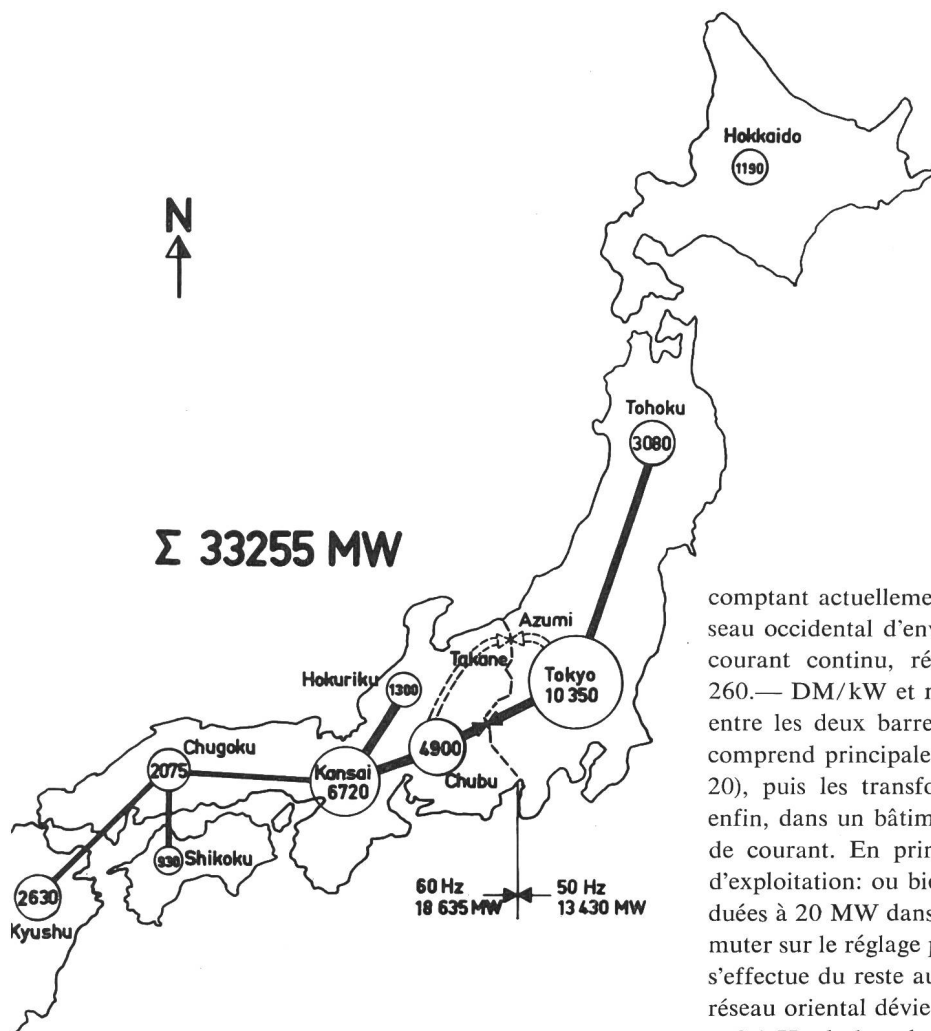 Hokkaido
1190
N
Tohoku
3080
Σ 33255 MW
Azumi
Takane
Tokyo
10 350
Hokuriku
1300
4900
Chubu
Chugoku
2075
Kansai
6720
930 Shikoku
2630
Kyushu
60 Hz
18 635 MW
50 Hz
13 430 MW
comptant actuellement
seau occidental d'env
courant continu, ré
260.— DM/kW et r
entre les deux barre
comprend principale
20), puis les transfo
enfin, dans un bâtim
de courant. En prin
d'exploitation: ou bie
duées à 20 MW dans
muter sur le réglage p
s'effectue du reste au
réseau oriental dévie